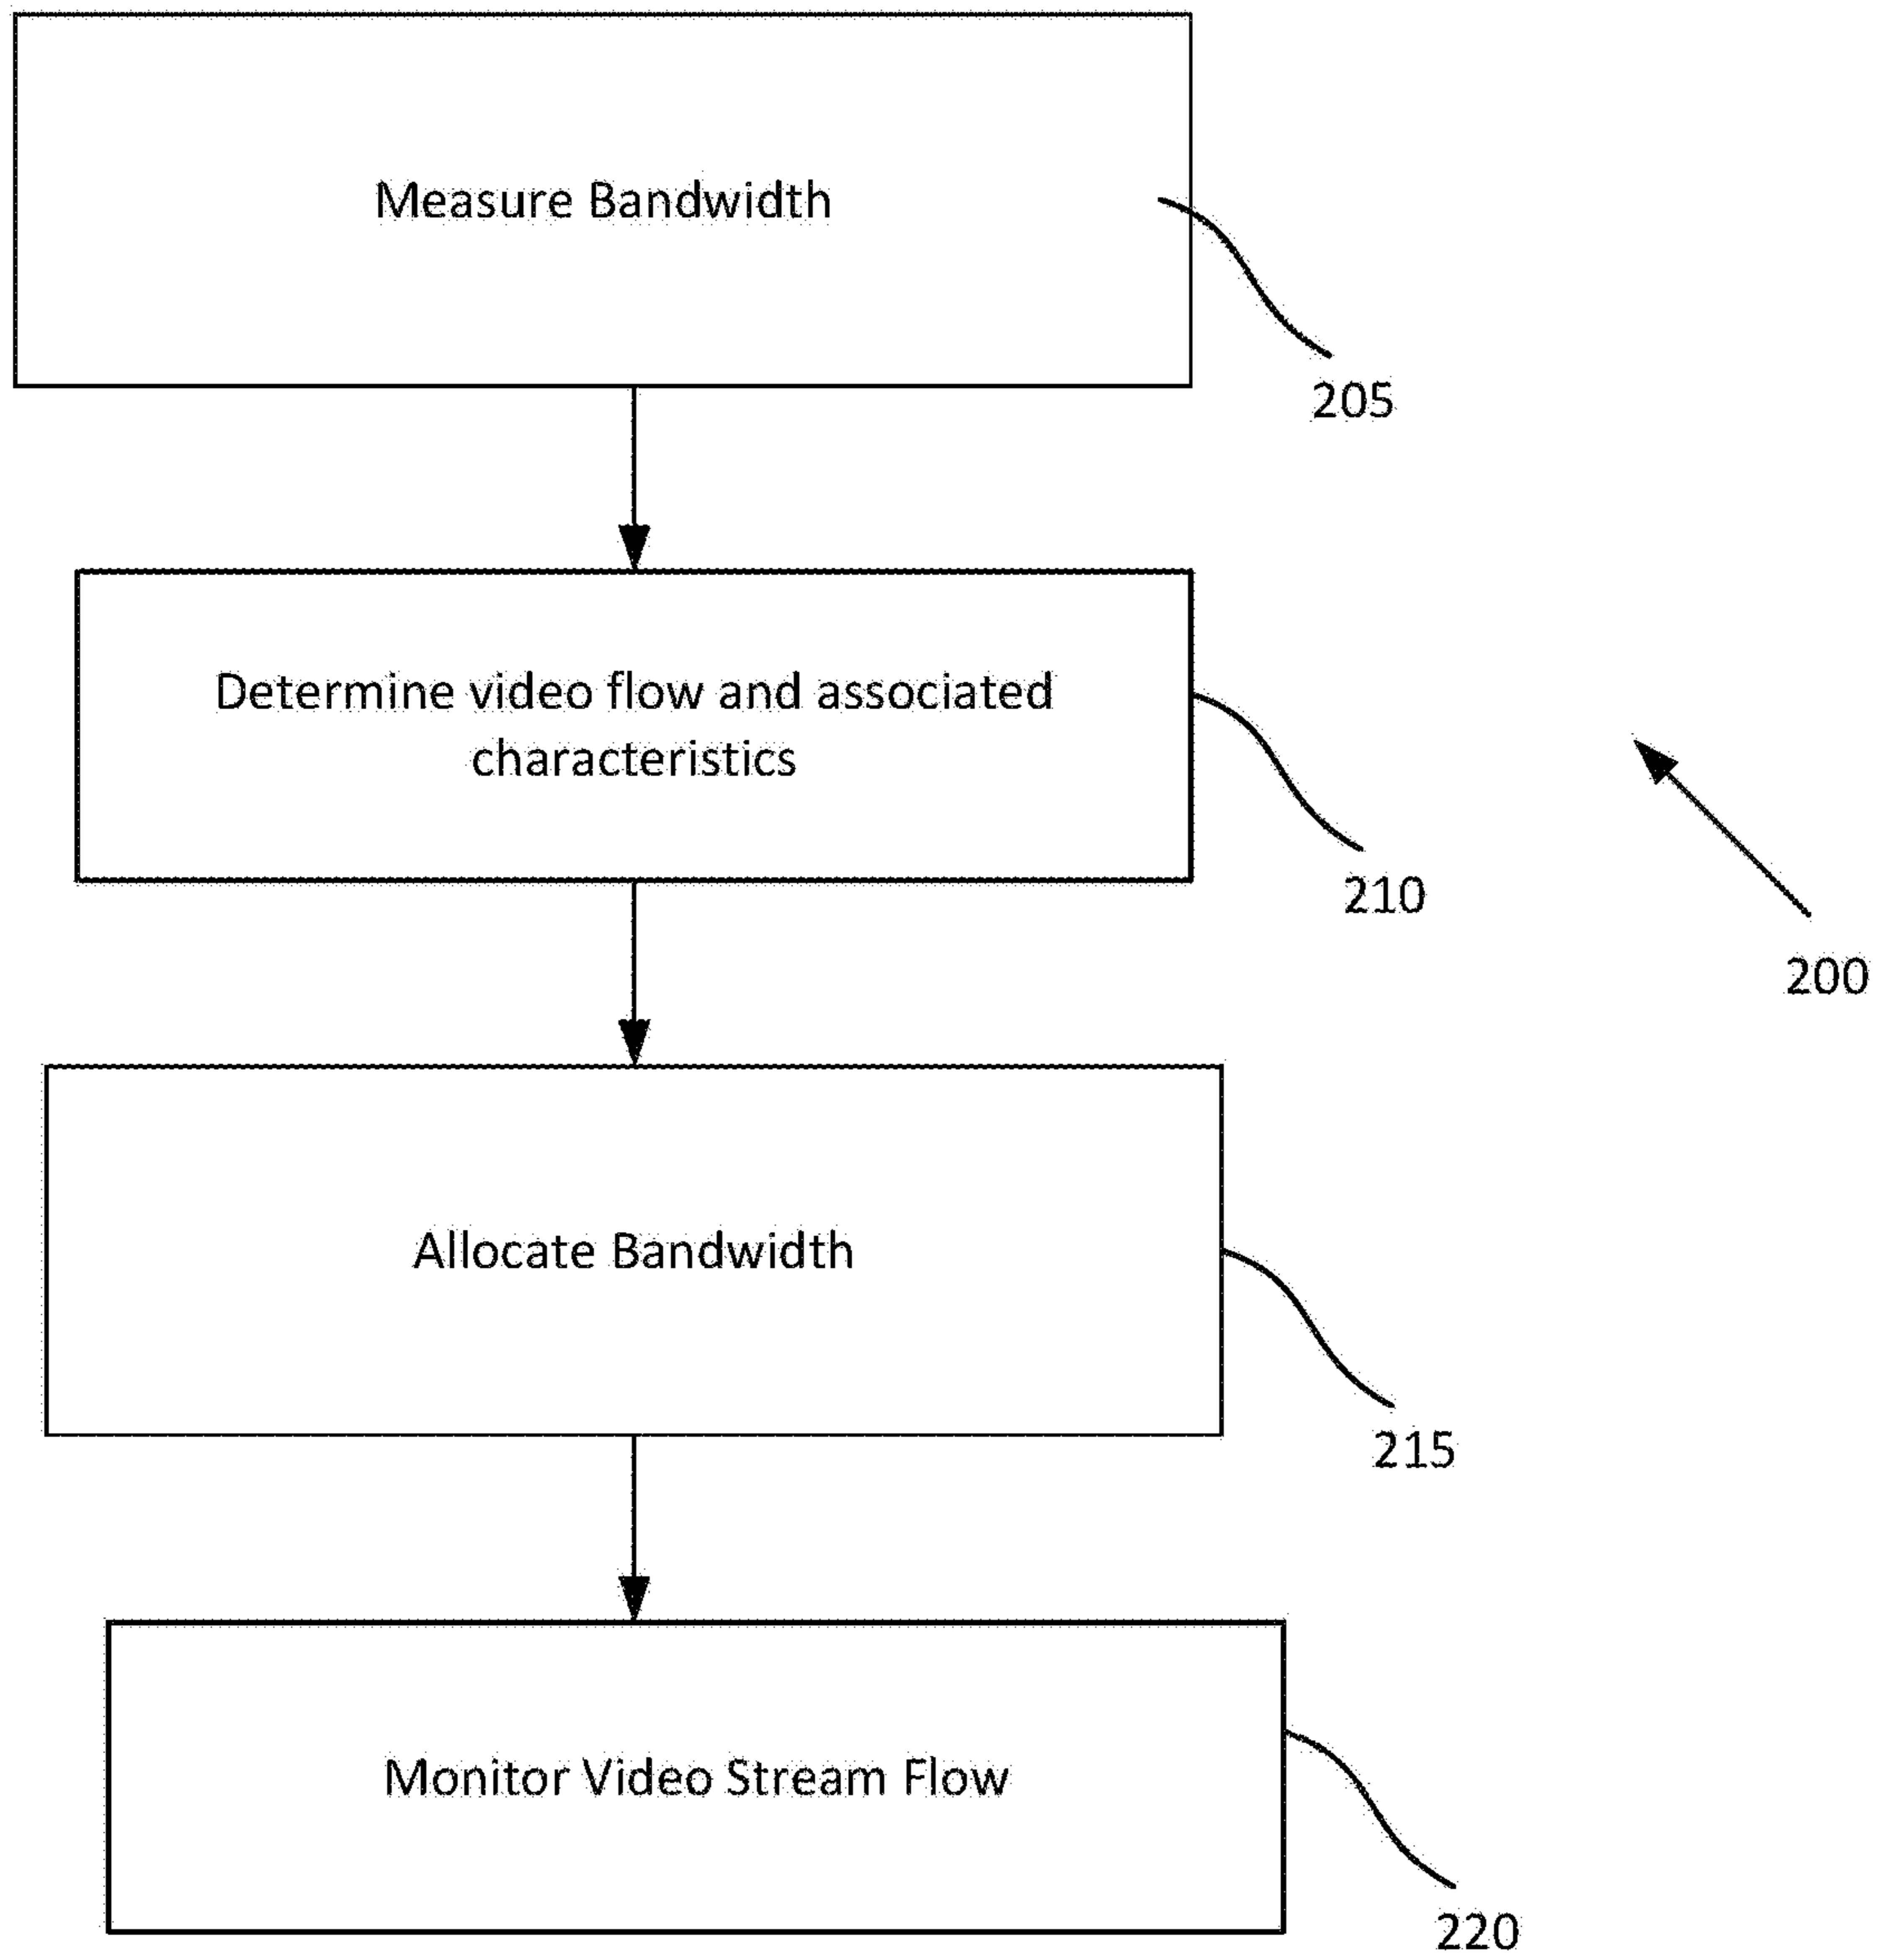 Measure Bandwidth
205
Determine video flow and associated
characteristics
210
200
Allocate Bandwidth
215
Monitor Video Stream Flow
220